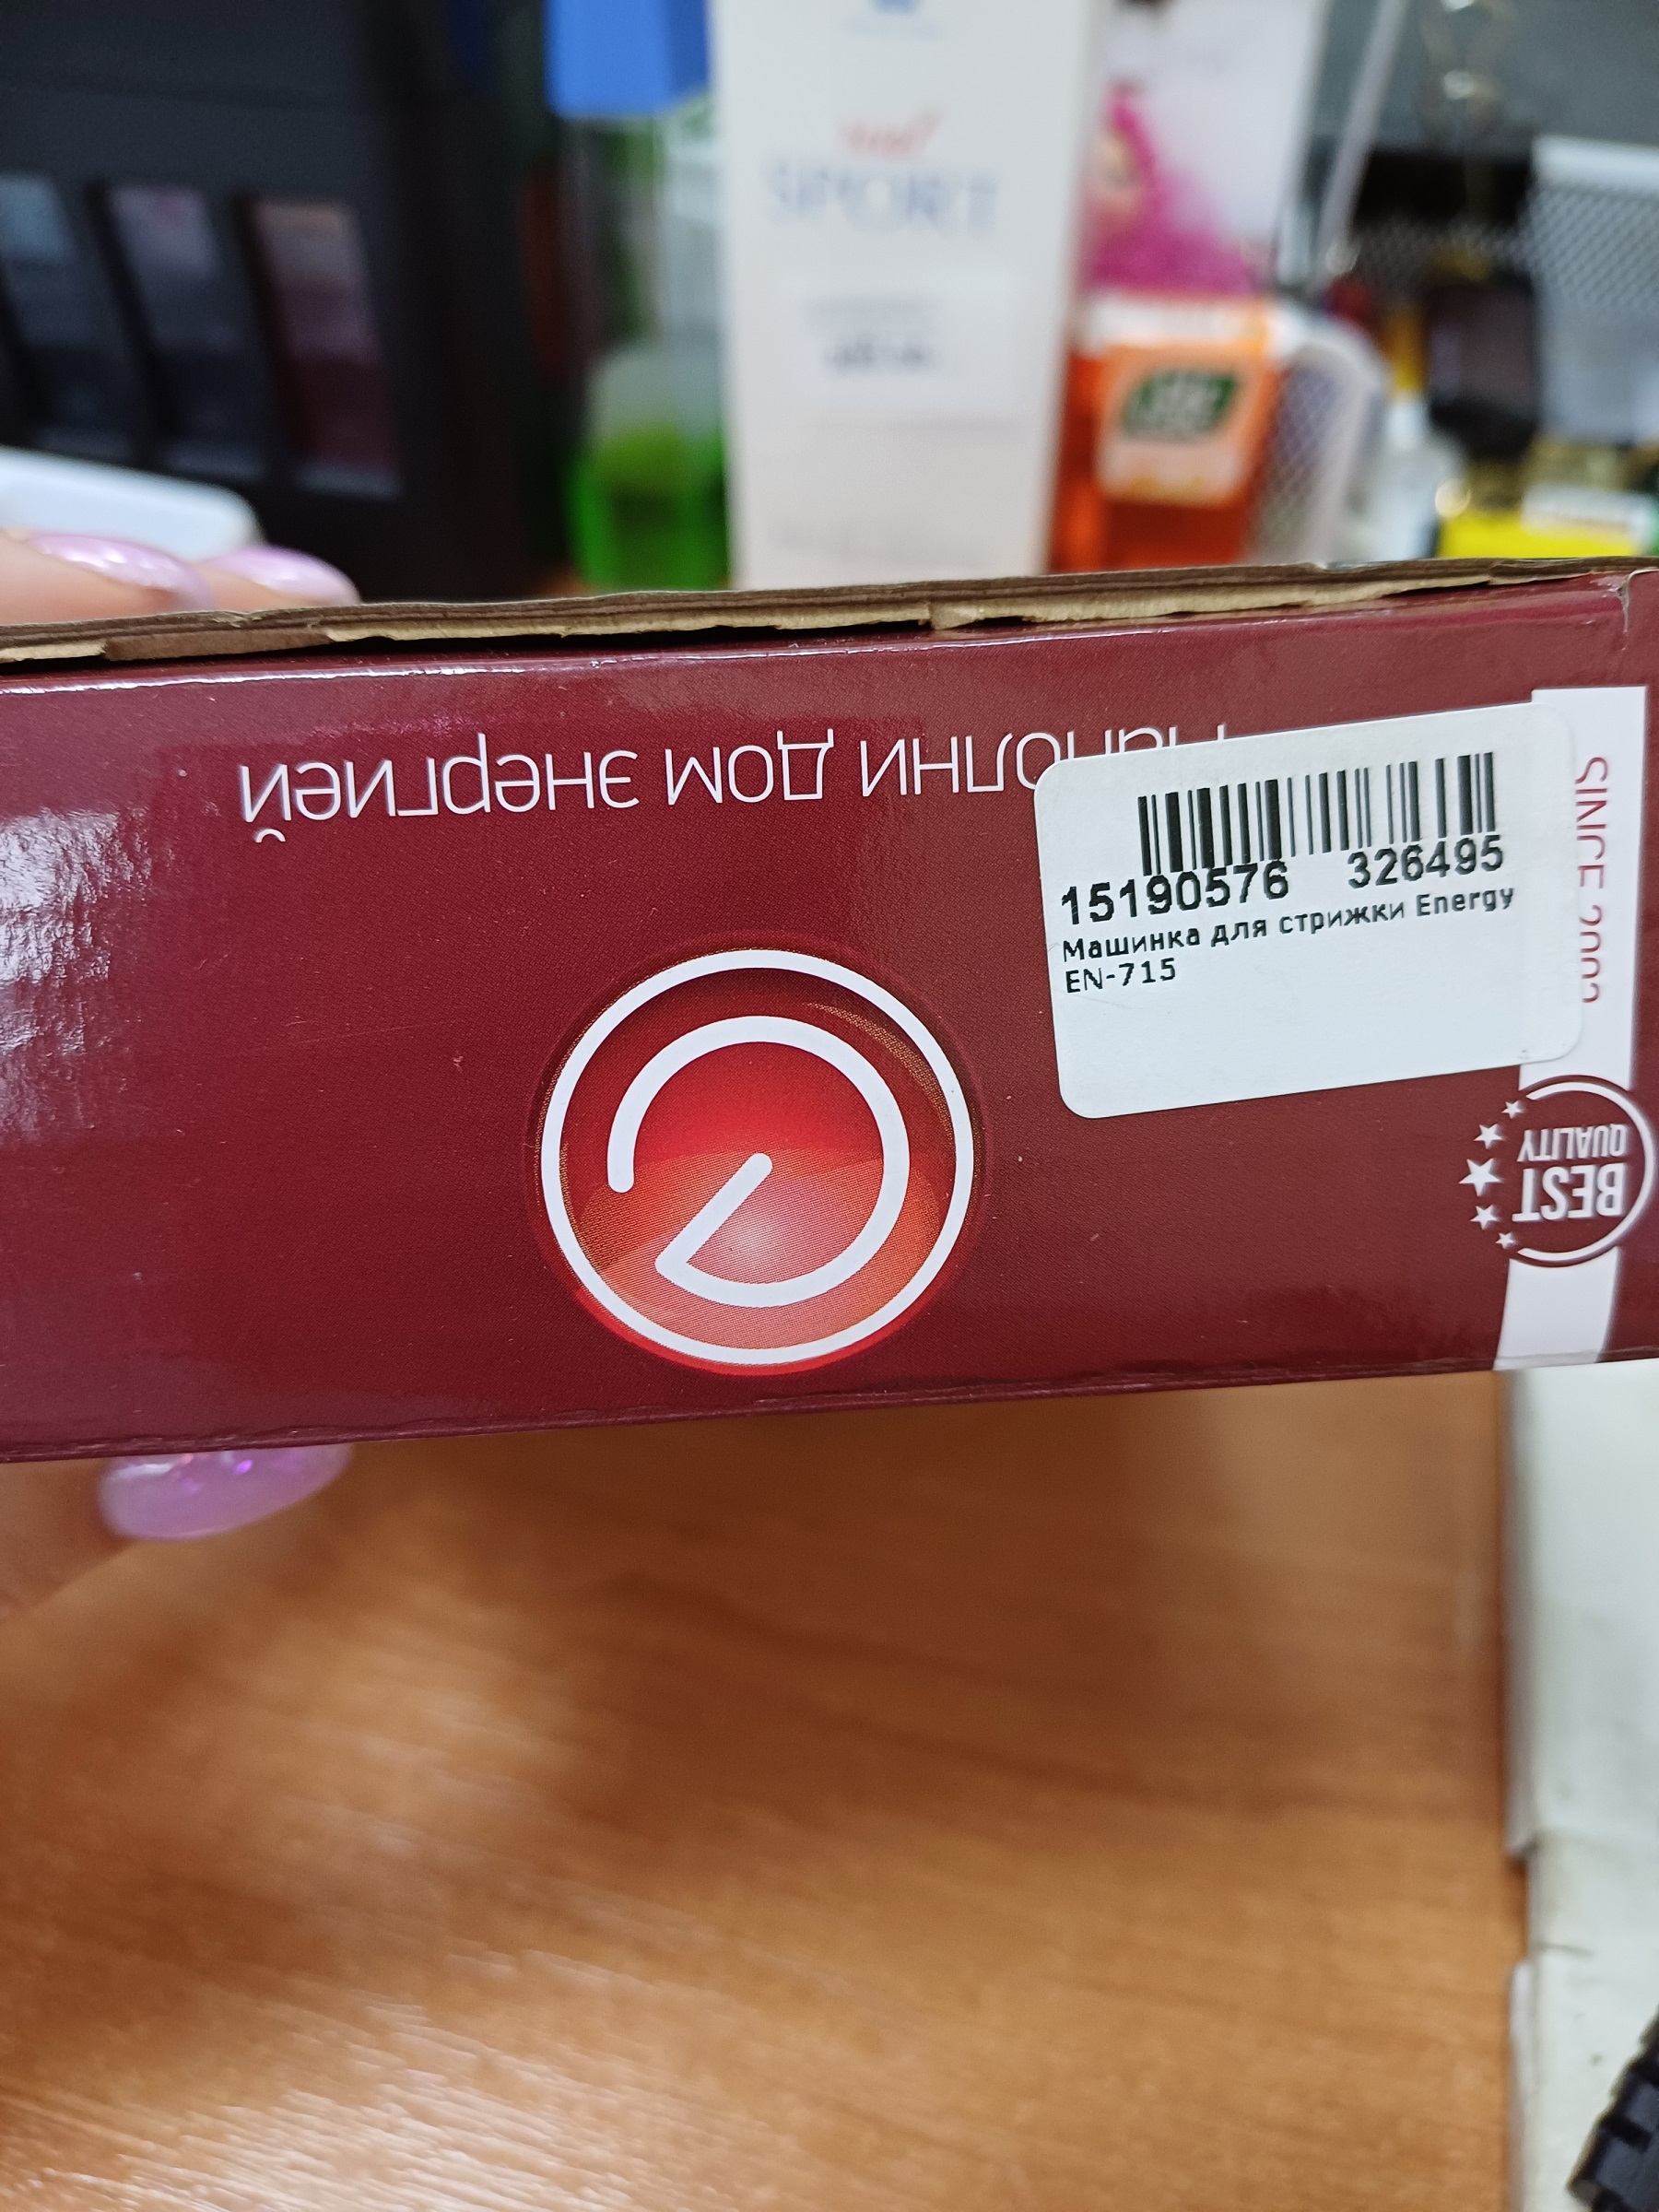 SPORT
Наполни дом энергией
15190576 326495
Машинка для стрижки Energy
EN-715
SINCE 2002
BEST
QUALITY